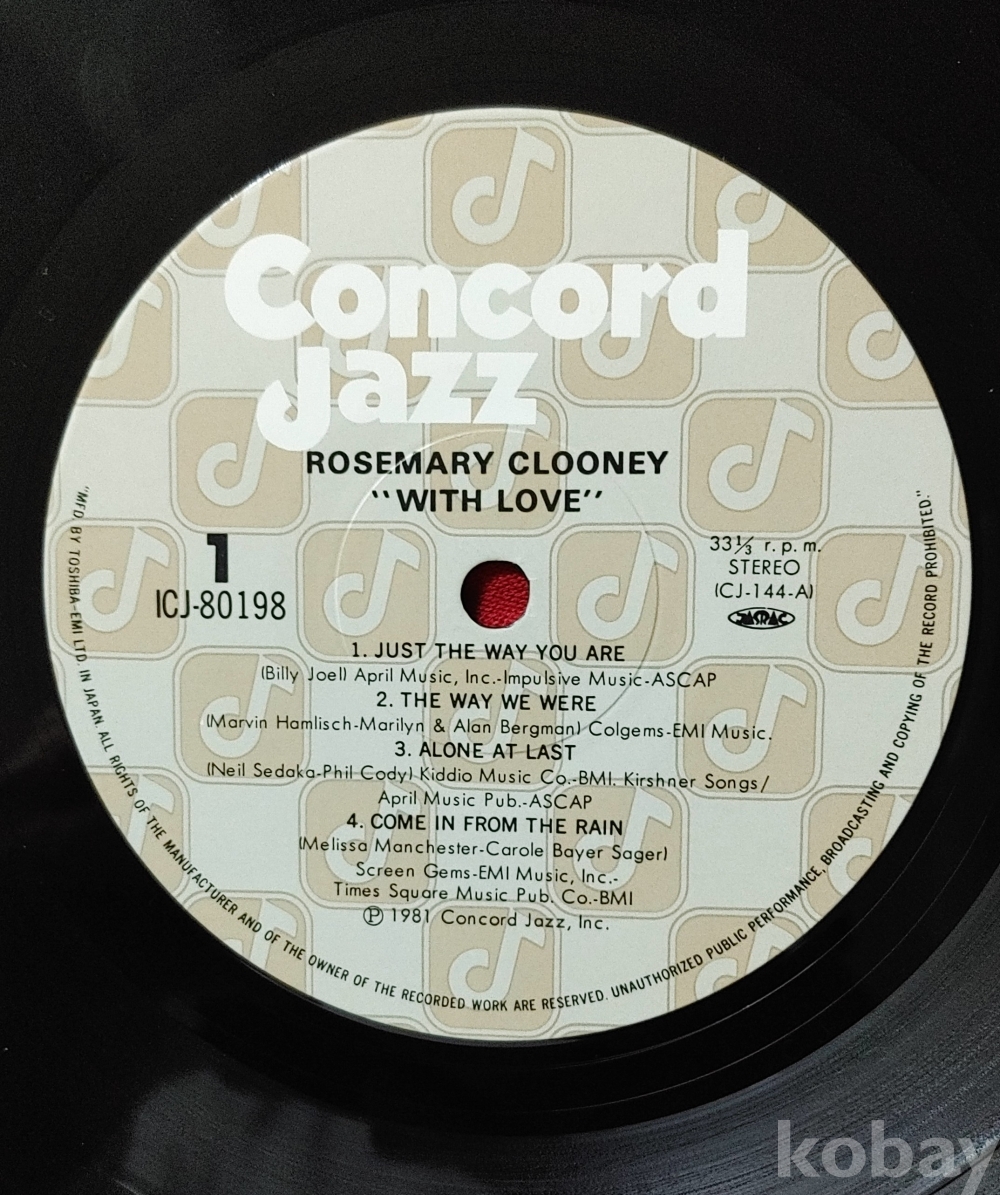 Concord
Jazz
ROSEMARY CLOONEY
"WITH LOVE"
1
ICJ-80198
33⅓ r.p.m.
STEREO
(CJ-144-A)
JASRAC
1. JUST THE WAY YOU ARE
(Billy Joel) April Music, Inc.-Impulsive Music-ASCAP
2. THE WAY WE WERE
(Marvin Hamlisch-Marilyn & Alan Bergman) Colgems-EMI Music.
3. ALONE AT LAST
(Neil Sedaka-Phil Cody) Kiddio Music Co.-BMI. Kirshner Songs/
April Music Pub.-ASCAP
4. COME IN FROM THE RAIN
(Melissa Manchester-Carole Bayer Sager)
Screen Gems-EMI Music, Inc.-
Times Square Music Pub. Co.-BMI
℗ 1981 Concord Jazz, Inc.
"MFD. BY TOSHIBA-EMI LTD. IN JAPAN. ALL RIGHTS OF THE MANUFACTURER AND OF THE OWNER OF THE RECORDED WORK ARE RESERVED. UNAUTHORIZED PUBLIC PERFORMANCE, BROADCASTING AND COPYING OF THE RECORD PROHIBITED."
kobay